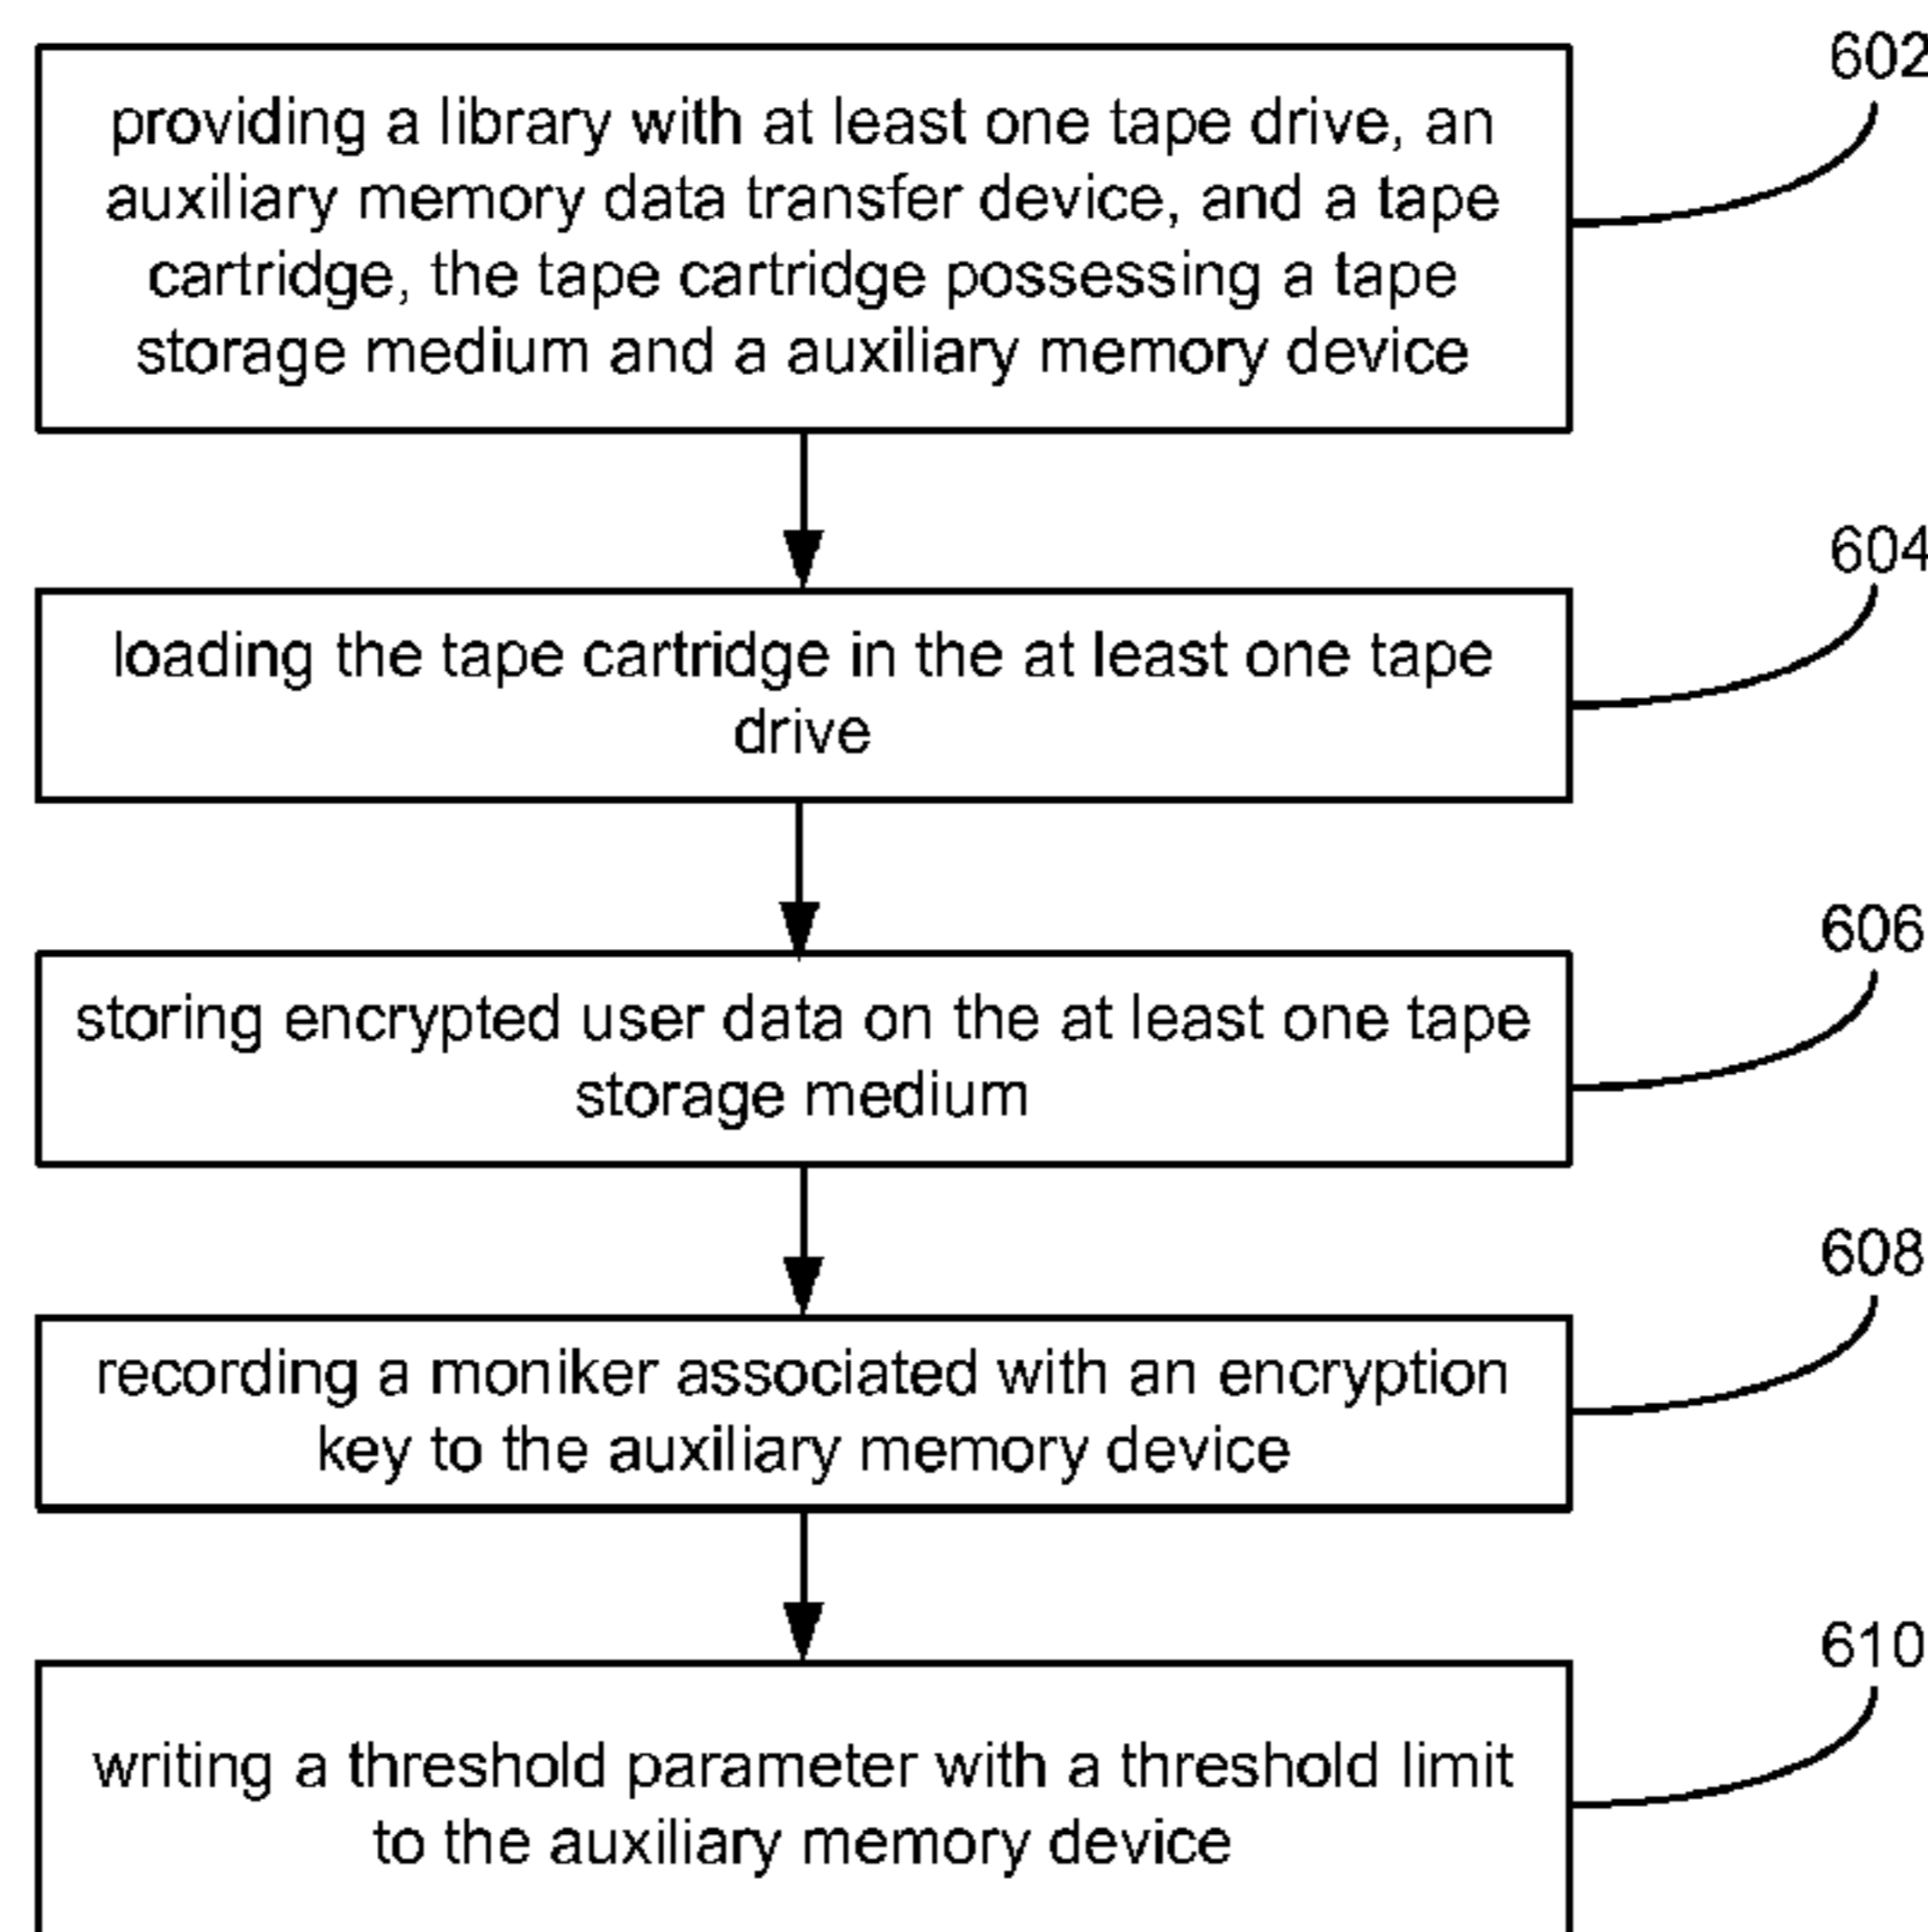 602
providing a library with at least one tape drive, an
auxiliary memory data transfer device, and a tape
cartridge, the tape cartridge possessing a tape
storage medium and a auxiliary memory device
604
loading the tape cartridge in the at least one tape
drive
606
storing encrypted user data on the at least one tape
storage medium
608
recording a moniker associated with an encryption
key to the auxiliary memory device
610
writing a threshold parameter with a threshold limit
to the auxiliary memory device